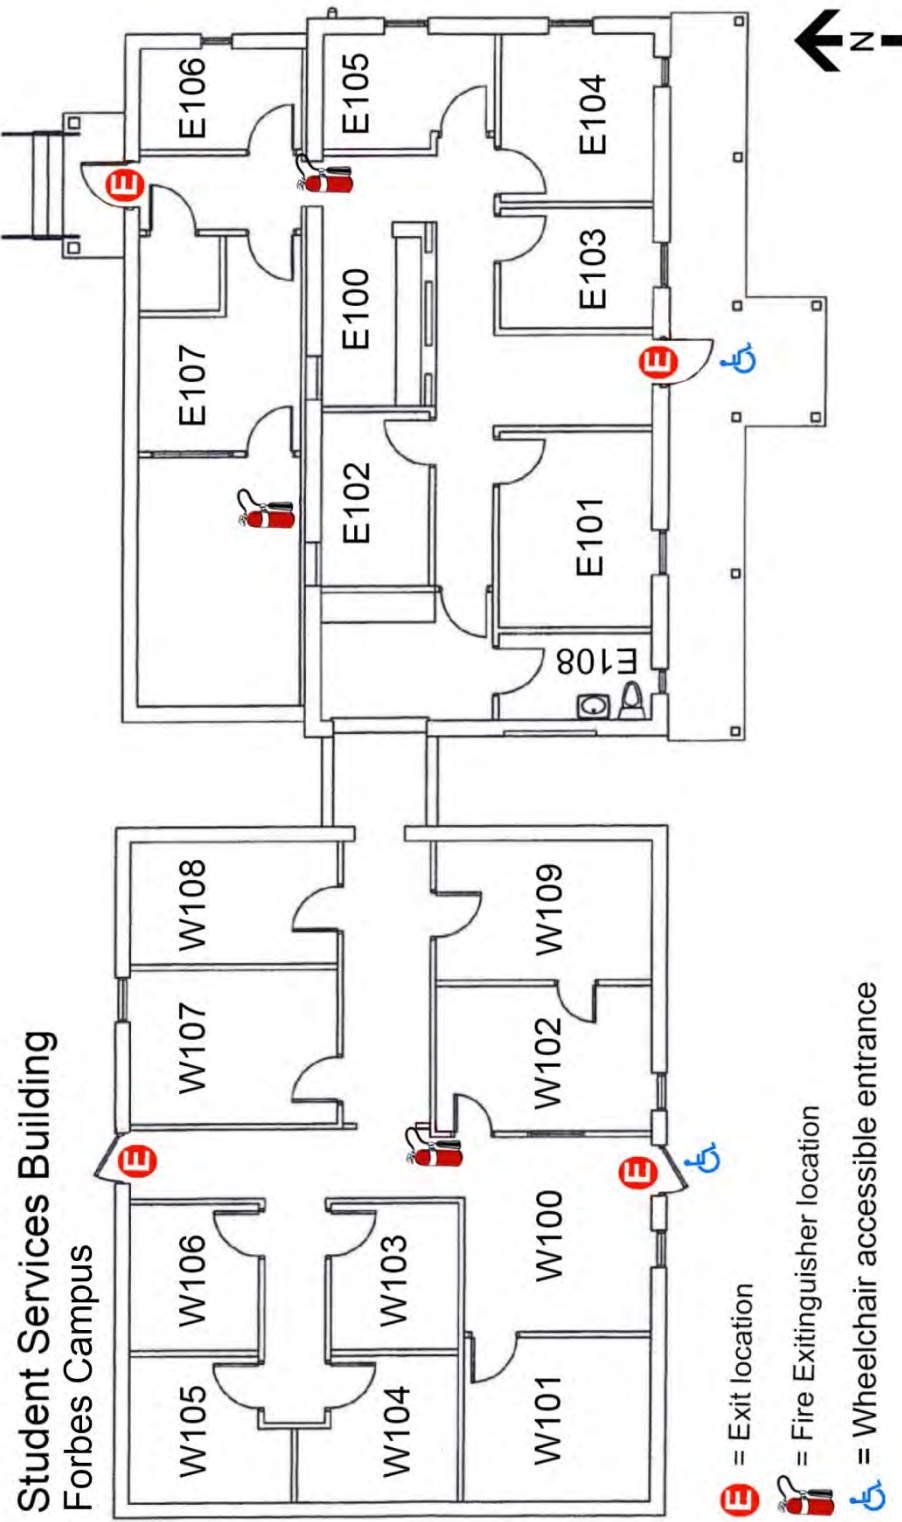 Student Services Building
Forbes Campus
W105
W106
W107
W108
W104
W103
W101
W100
W102
W109
E107
E106
E102
E100
E105
E108
E101
E103
E104
E
E
E
E
N
E = Exit location
= Fire Exitinguisher location
= Wheelchair accessible entrance